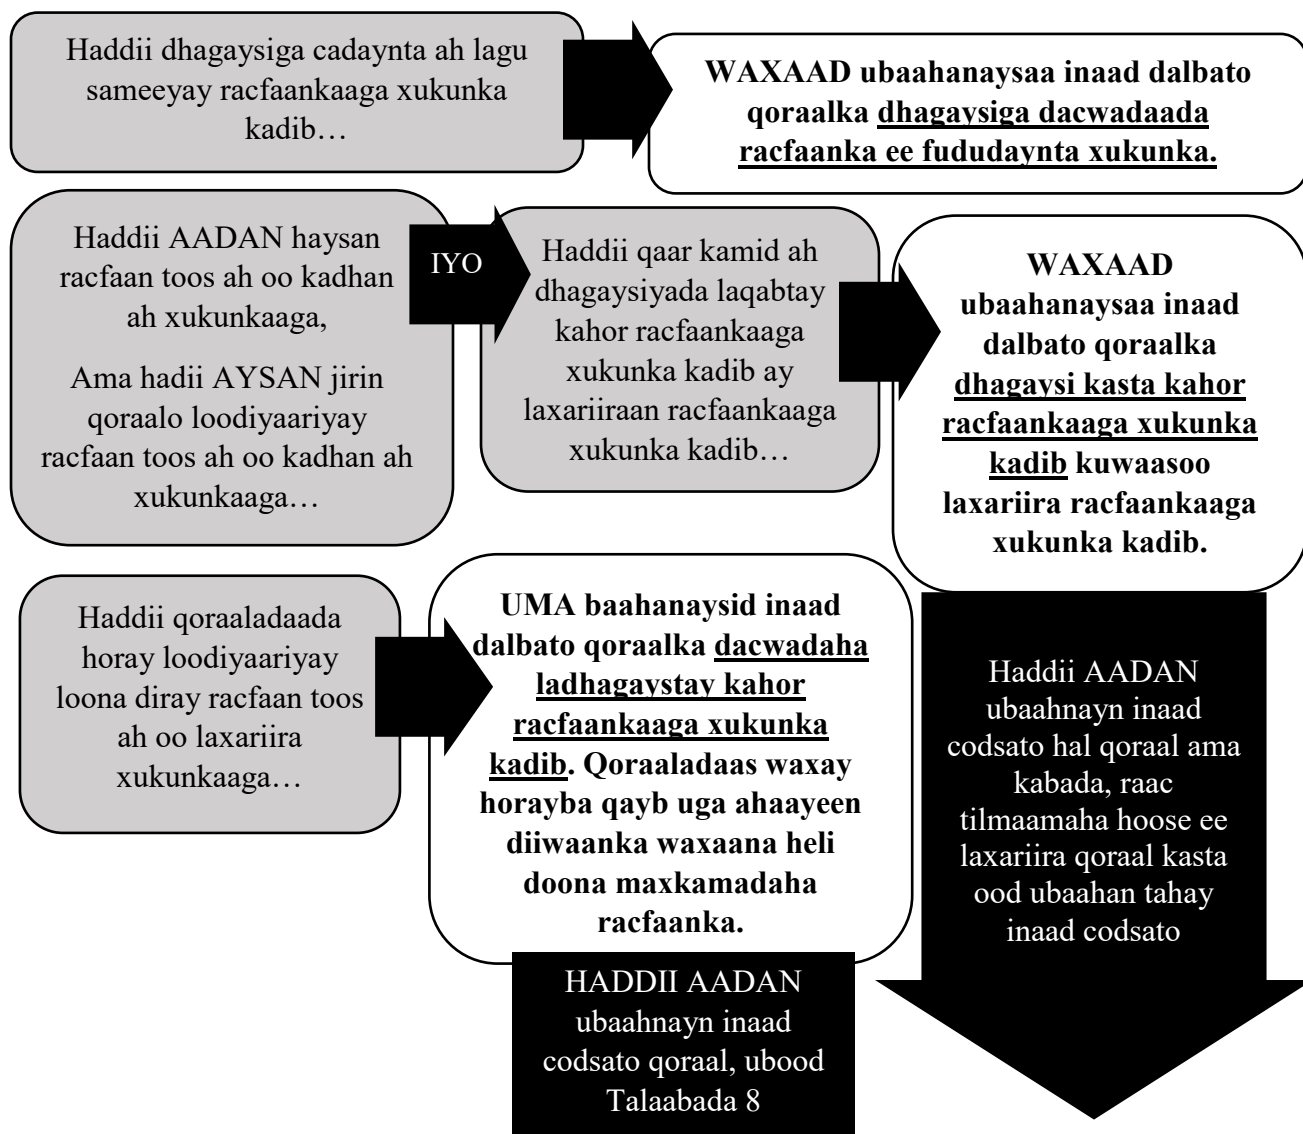 Haddii dhagaysiga cadaynta ah lagu
sameeyay racfaankaaga xukunka
kadib…
WAXAAD ubaahanaysaa inaad dalbato
qoraalka dhagaysiga dacwadaada
racfaanka ee fududaynta xukunka.
Haddii AADAN haysan
racfaan toos ah oo kadhan
ah xukunkaaga,
Ama hadii AYSAN jirin
qoraalo loodiyaariyay
racfaan toos ah oo kadhan ah
xukunkaaga…
IYO
Haddii qaar kamid ah
dhagaysiyada laqabtay
kahor racfaankaaga
xukunka kadib ay
laxariiraan racfaankaaga
xukunka kadib…
WAXAAD
ubaahanaysaa inaad
dalbato qoraalka
dhagaysi kasta kahor
racfaankaaga xukunka
kadib kuwaasoo
laxariira racfaankaaga
xukunka kadib.
Haddii qoraaladaada
horay loodiyaariyay
loona diray racfaan toos
ah oo laxariira
xukunkaaga…
UMA baahanaysid inaad
dalbato qoraalka dacwadaha
ladhagaystay kahor
racfaankaaga xukunka
kadib. Qoraaladaas waxay
horayba qayb uga ahaayeen
diiwaanka waxaana heli
doona maxkamadaha
racfaanka.
HADDII AADAN
ubaahnayn inaad
codsato qoraal, ubood
Talaabada 8
Haddii AADAN
ubaahnayn inaad
codsato hal qoraal ama
kabada, raac
tilmaamaha hoose ee
laxariira qoraal kasta
ood ubaahan tahay
inaad codsato